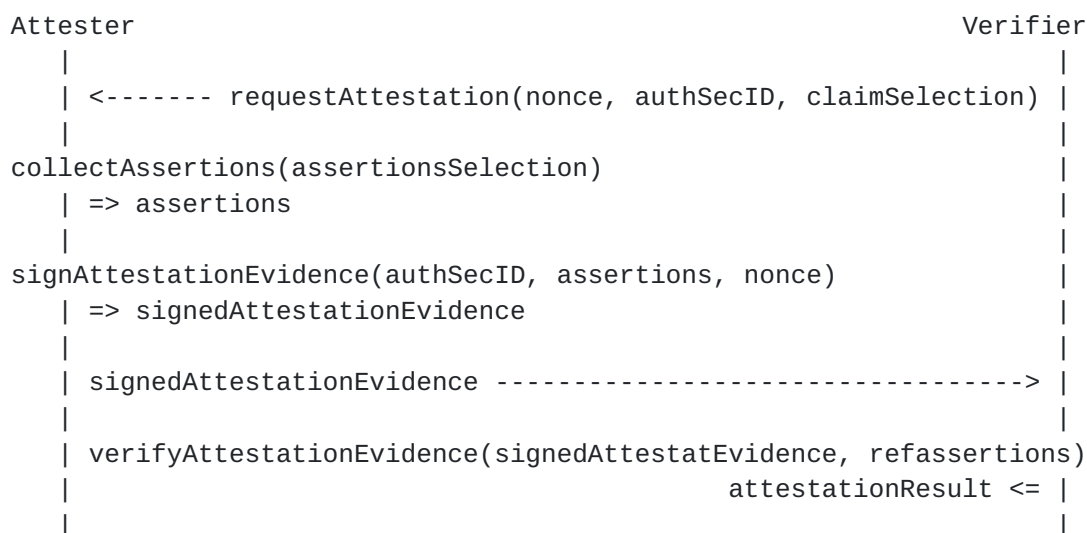 Attester                                                     Verifier
   |                                                                |
   | <------- requestAttestation(nonce, authSecID, claimSelection) |
   |                                                                |
collectAssertions(assertionsSelection)                              |
   | => assertions                                                  |
   |                                                                |
signAttestationEvidence(authSecID, assertions, nonce)               |
   | => signedAttestationEvidence                                   |
   |                                                                |
   | signedAttestationEvidence ----------------------------------> |
   |                                                                |
   | verifyAttestationEvidence(signedAttestatEvidence, refassertions)
   |                                          attestationResult <= |
   |                                                                |